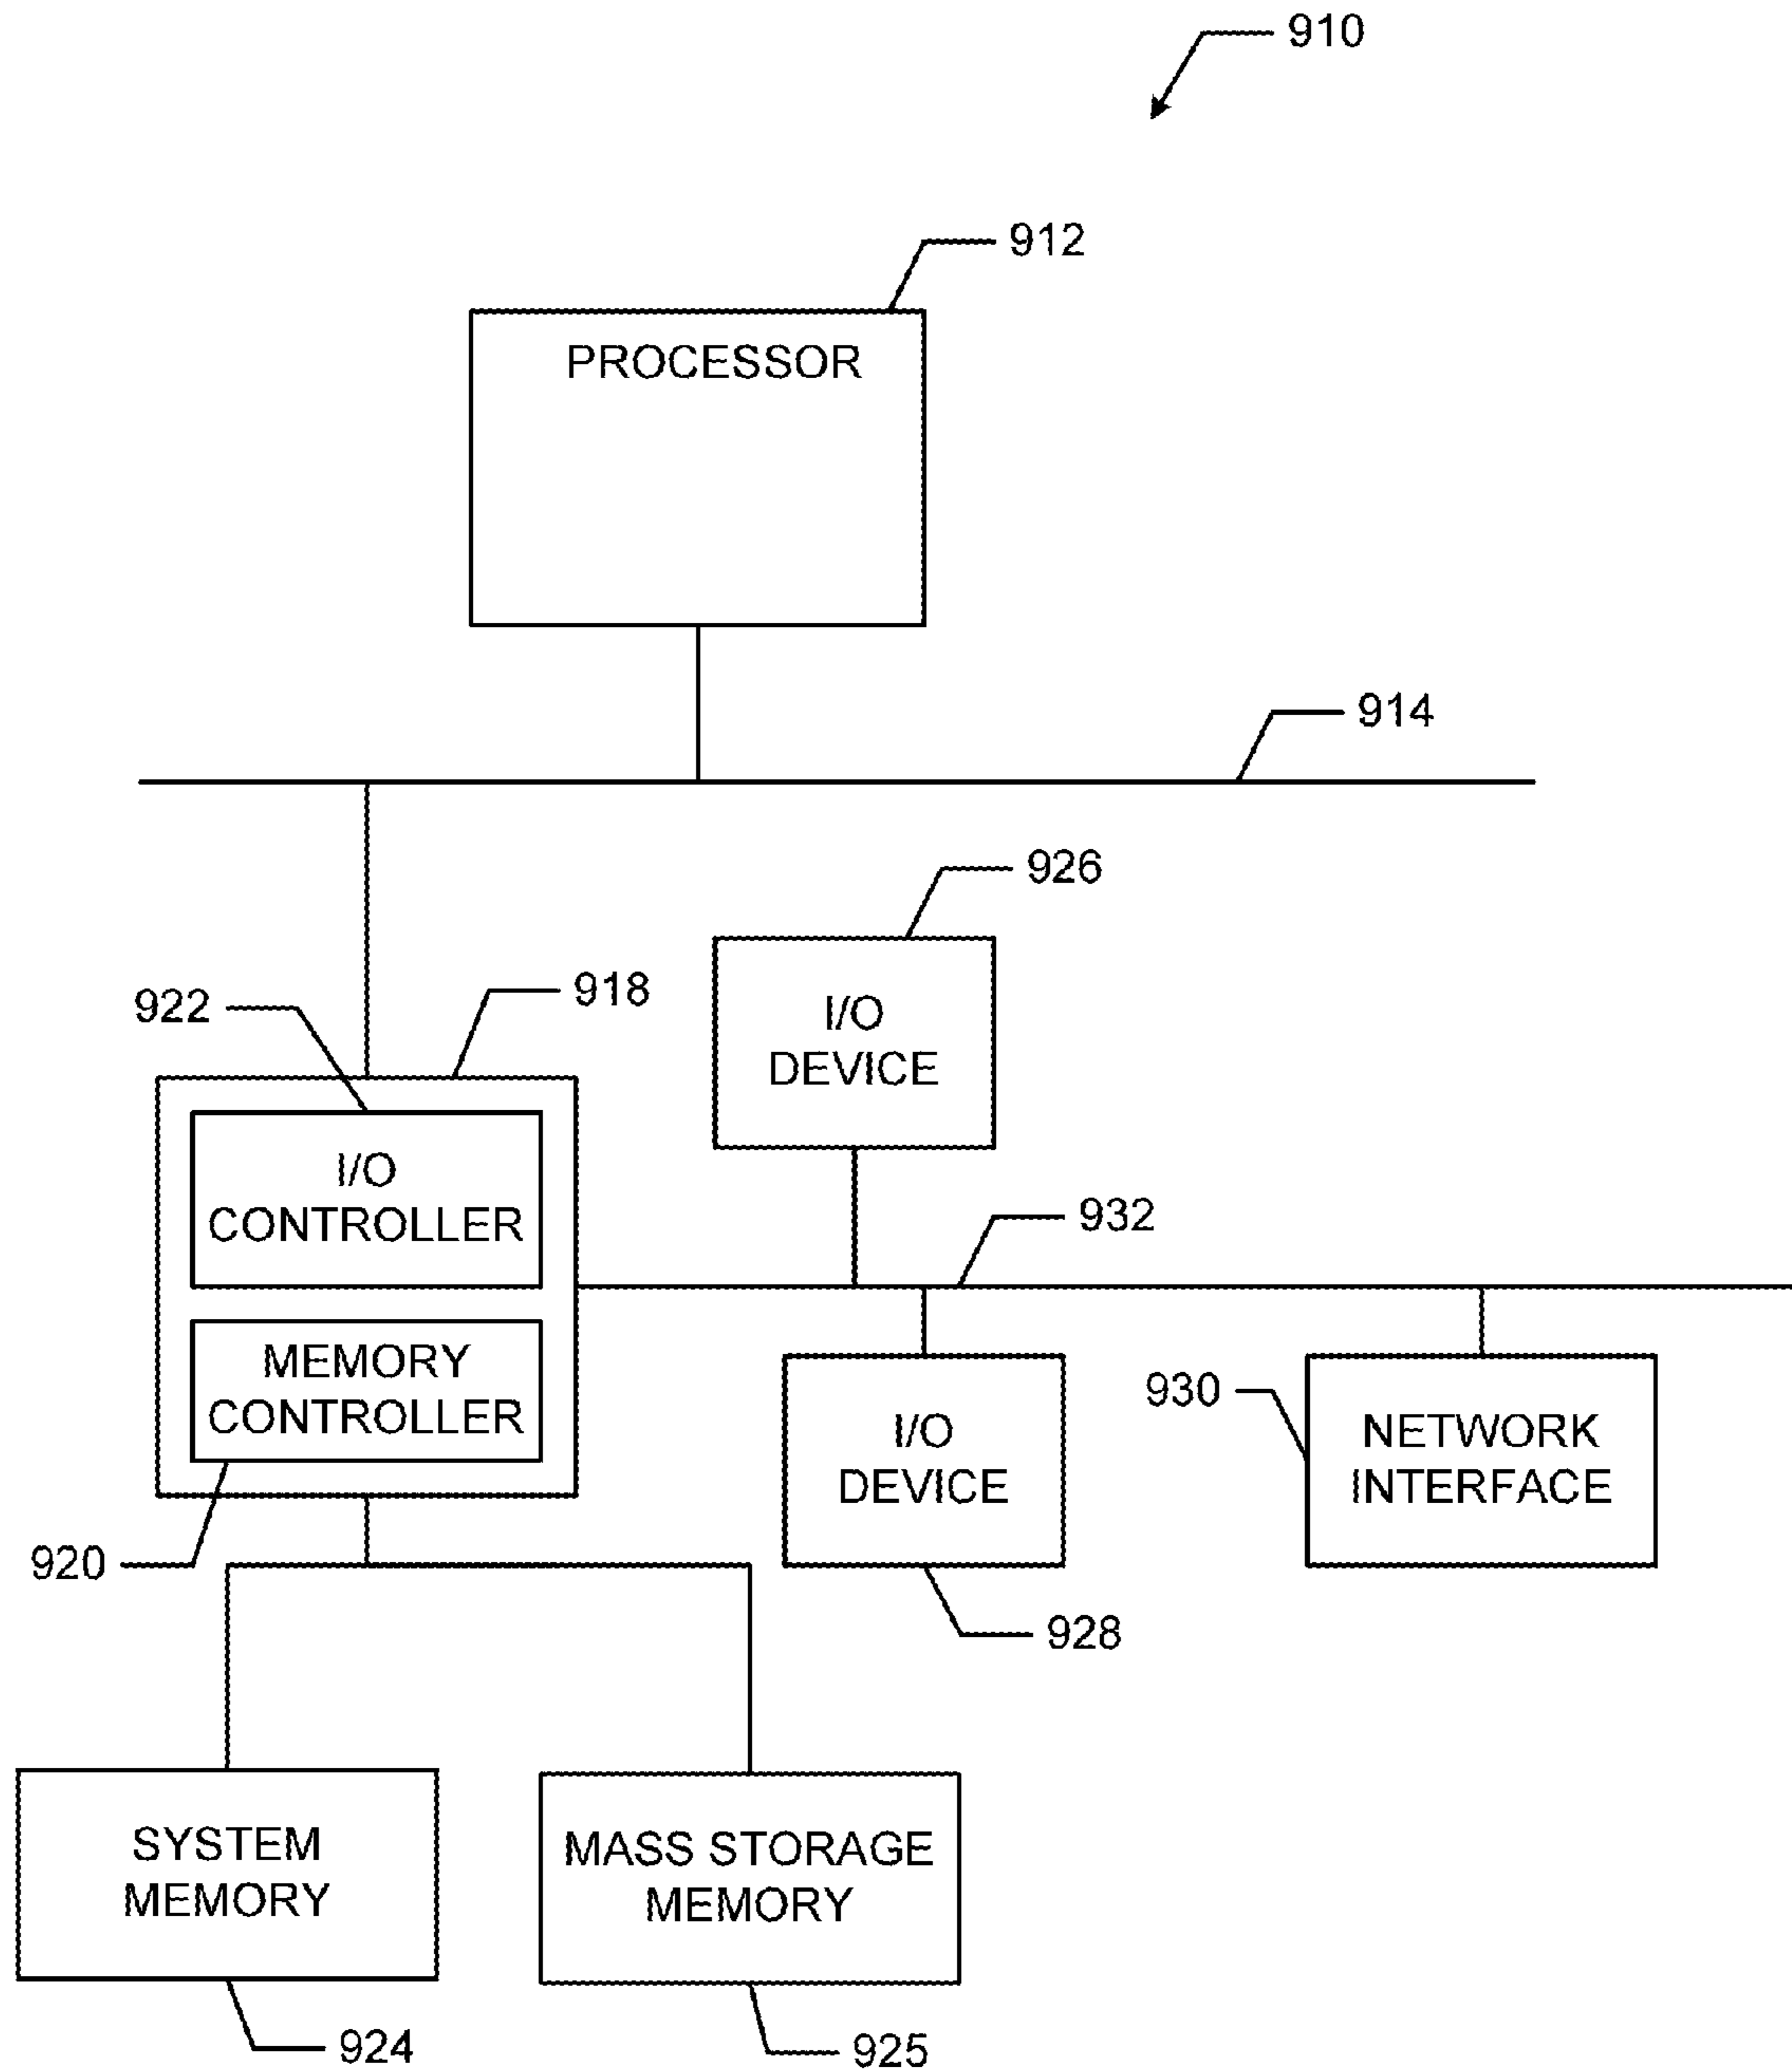 910
912
PROCESSOR
914
926
922
918
I/O
DEVICE
I/O
CONTROLLER
932
MEMORY
CONTROLLER
930
I/O
DEVICE
NETWORK
INTERFACE
920
928
SYSTEM
MEMORY
MASS STORAGE
MEMORY
924
925